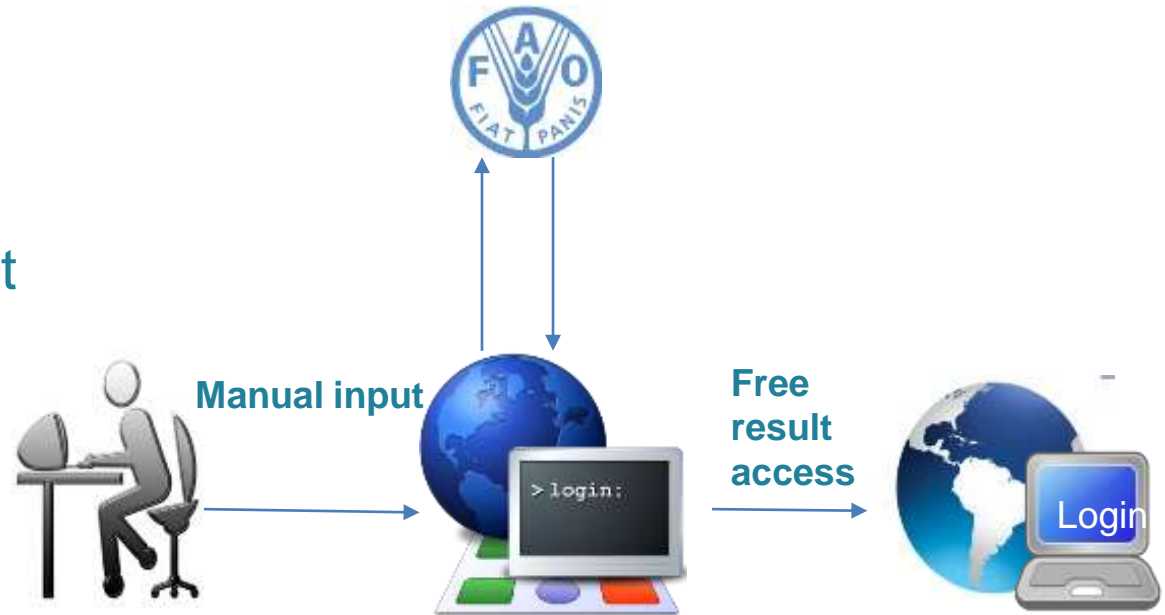 F A O
FIAT PANIS
t
Manual input
Free
result
access
> login:
Login